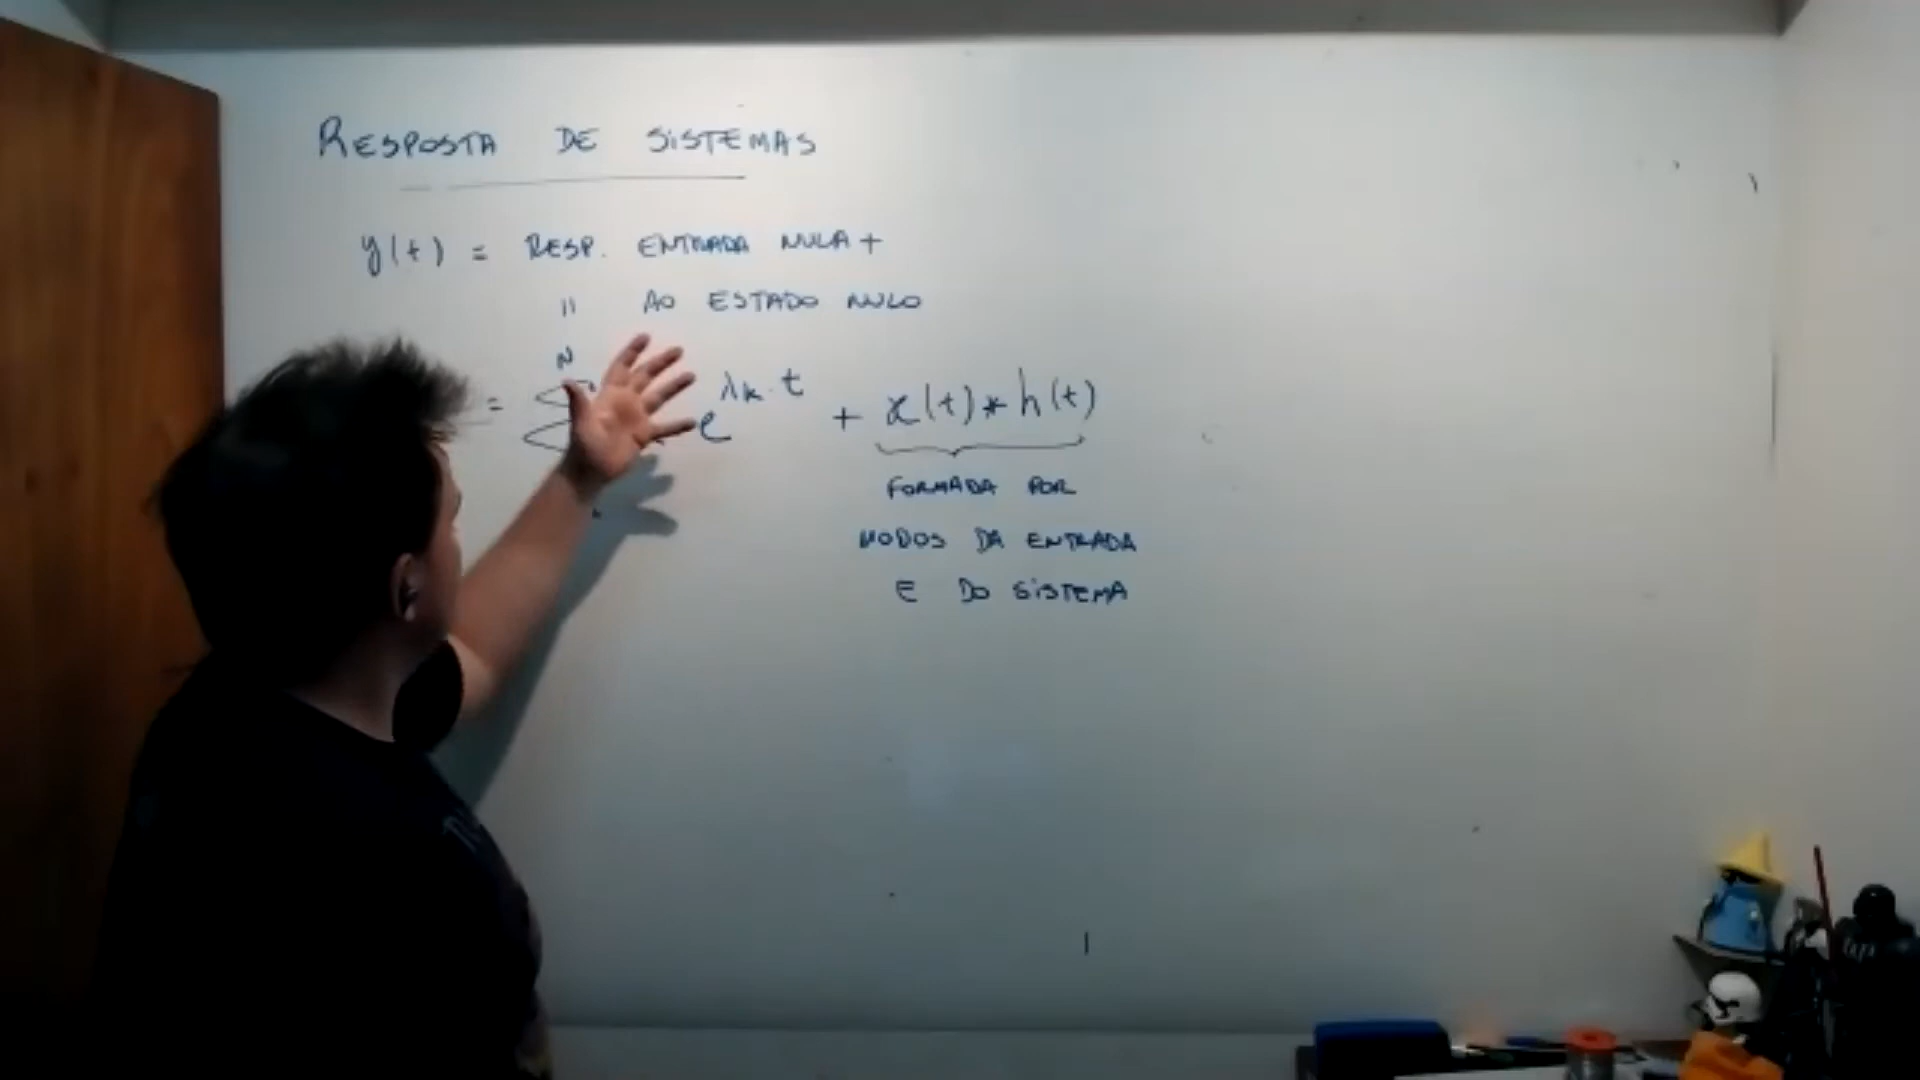 RESPOSTA DE SISTEMAS
y(t) = RESP. ENTRADA NULA +
" AO ESTADO NULO
N
= Σ e^{λk·t} + x(t)*h(t)
FORMADA POR
MODOS DA ENTRADA
E DO SISTEMA